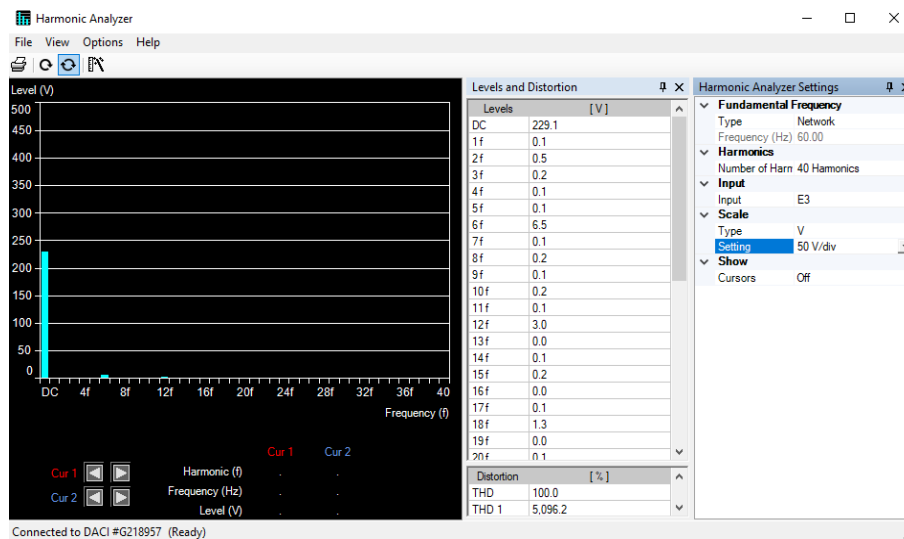 Harmonic Analyzer
File View Options Help
Level (V)
500
450
400
350
300
250
200
150
100
50
0
DC 4f 8f 12f 16f 20f 24f 28f 32f 36f 40
Frequency (f)
Cur 1 Cur 2
Cur 1 Harmonic (f) . .
Cur 2 Frequency (Hz) . .
Level (V) . .
Levels and Distortion
Levels [ V ]
DC 229.1
1f 0.1
2f 0.5
3f 0.2
4f 0.1
5f 0.1
6f 6.5
7f 0.1
8f 0.2
9f 0.1
10f 0.2
11f 0.1
12f 3.0
13f 0.0
14f 0.1
15f 0.2
16f 0.0
17f 0.1
18f 1.3
19f 0.0
20f 0.1
Distortion [ % ]
THD 100.0
THD 1 5,096.2
Harmonic Analyzer Settings
Fundamental Frequency
Type Network
Frequency (Hz) 60.00
Harmonics
Number of Harm 40 Harmonics
Input
Input E3
Scale
Type V
Setting 50 V/div
Show
Cursors Off
Connected to DACI #G218957 (Ready)